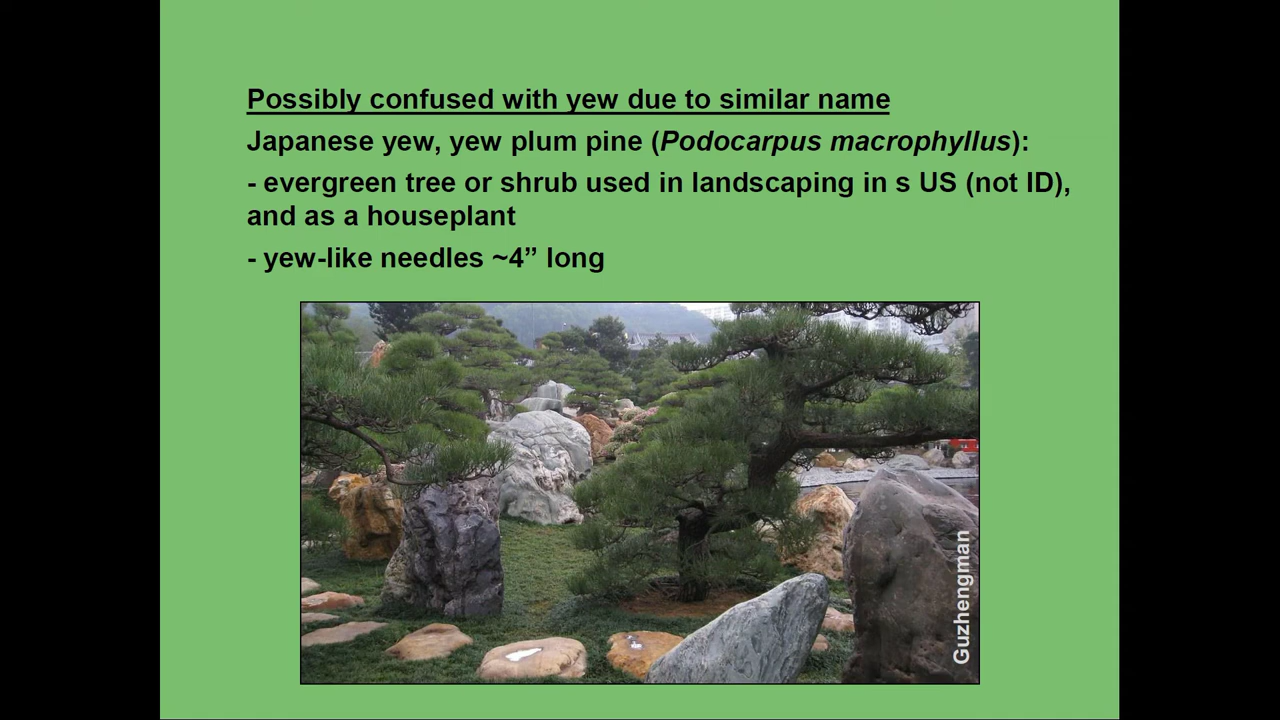 Possibly confused with yew due to similar name
Japanese yew, yew plum pine (Podocarpus macrophyllus):
- evergreen tree or shrub used in landscaping in s US (not ID),
and as a houseplant
- yew-like needles ~4” long
Guzhengman